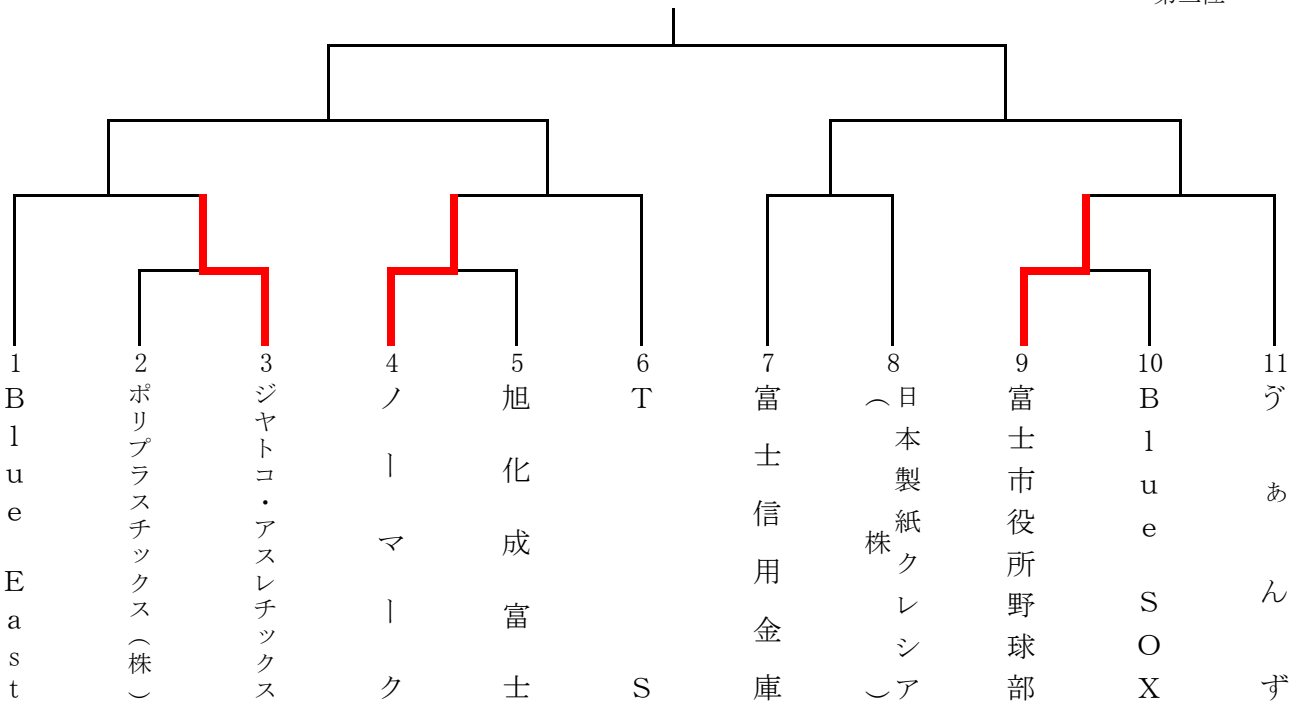 1
Blue East
2
ポリプラスチックス（株）
3
ジヤトコ・アスレチックス
4
ノーマーク
5
旭化成富士
6
TS
7
富士信用金庫
8
日本製紙クレシア
（株）
9
富士市役所野球部
10
Blue SOX
11
ゔぁんず